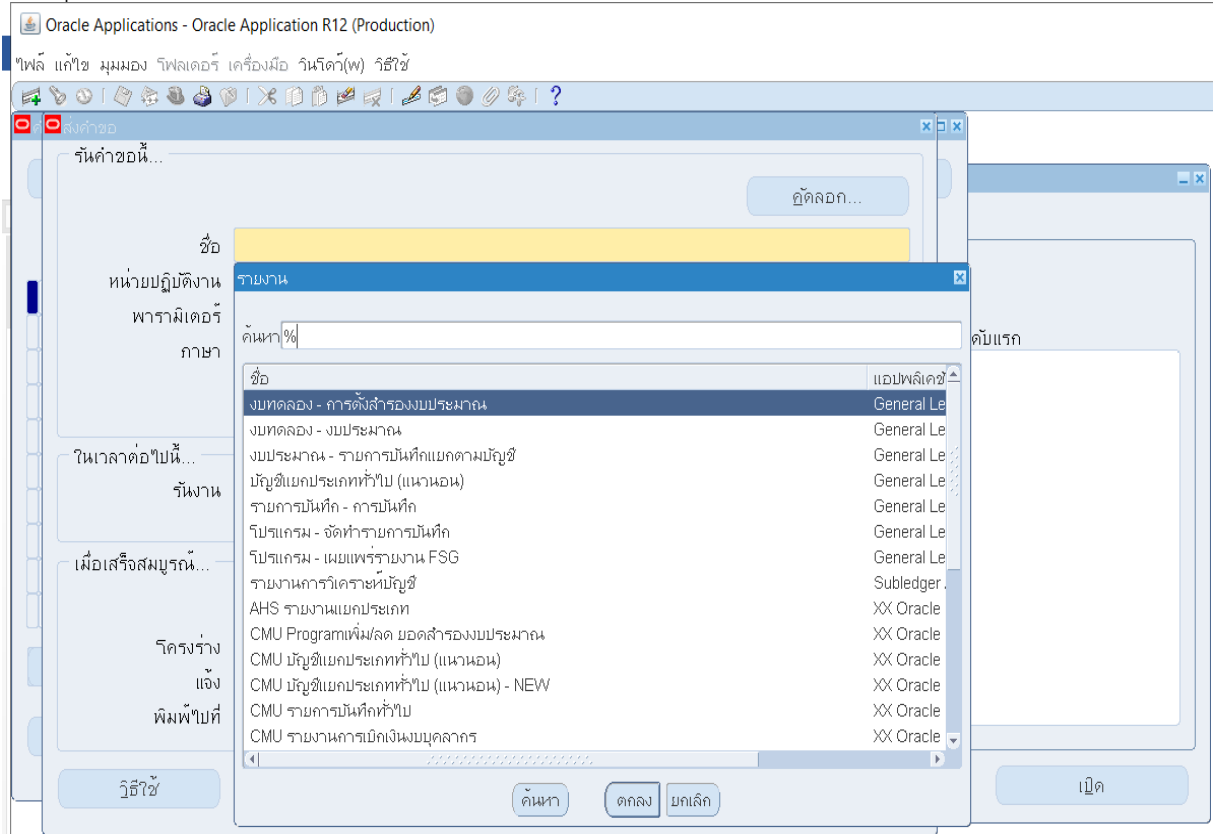 Oracle Applications - Oracle Application R12 (Production)
ไฟล์ แก้ไข มุมมอง โฟลเดอร์ เครื่องมือ วินโดว์(พ) วิธีใช้
ส่งคำขอ
รันคำขอนี้...
คัดลอก...
ชื่อ
หน่วยปฏิบัติงาน
พารามิเตอร์
ภาษา
ในเวลาต่อไปนี้...
รันงาน
เมื่อเสร็จสมบูรณ์...
โครงร่าง
แจ้ง
พิมพ์ไปที่
วิธีใช้
รายงาน
ค้นหา %
ชื่อ แอปพลิเคชั
งบทดลอง - การตั้งสำรองงบประมาณ General Le
งบทดลอง - งบประมาณ General Le
งบประมาณ - รายการบันทึกแยกตามบัญชี General Le
บัญชีแยกประเภททั่วไป (แนวนอน) General Le
รายการบันทึก - การบันทึก General Le
โปรแกรม - จัดทำรายการบันทึก General Le
โปรแกรม - เผยแพร่รายงาน FSG General Le
รายงานการวิเคราะห์บัญชี Subledger
AHS รายงานแยกประเภท XX Oracle
CMU Programเพิ่ม/ลด ยอดสำรองงบประมาณ XX Oracle
CMU บัญชีแยกประเภททั่วไป (แนวนอน) XX Oracle
CMU บัญชีแยกประเภททั่วไป (แนวนอน) - NEW XX Oracle
CMU รายการบันทึกทั่วไป XX Oracle
CMU รายงานการเบิกเงินงบบุคลากร XX Oracle
ค้นหา ตกลง ยกเลิก
ดับแรก
เปิด